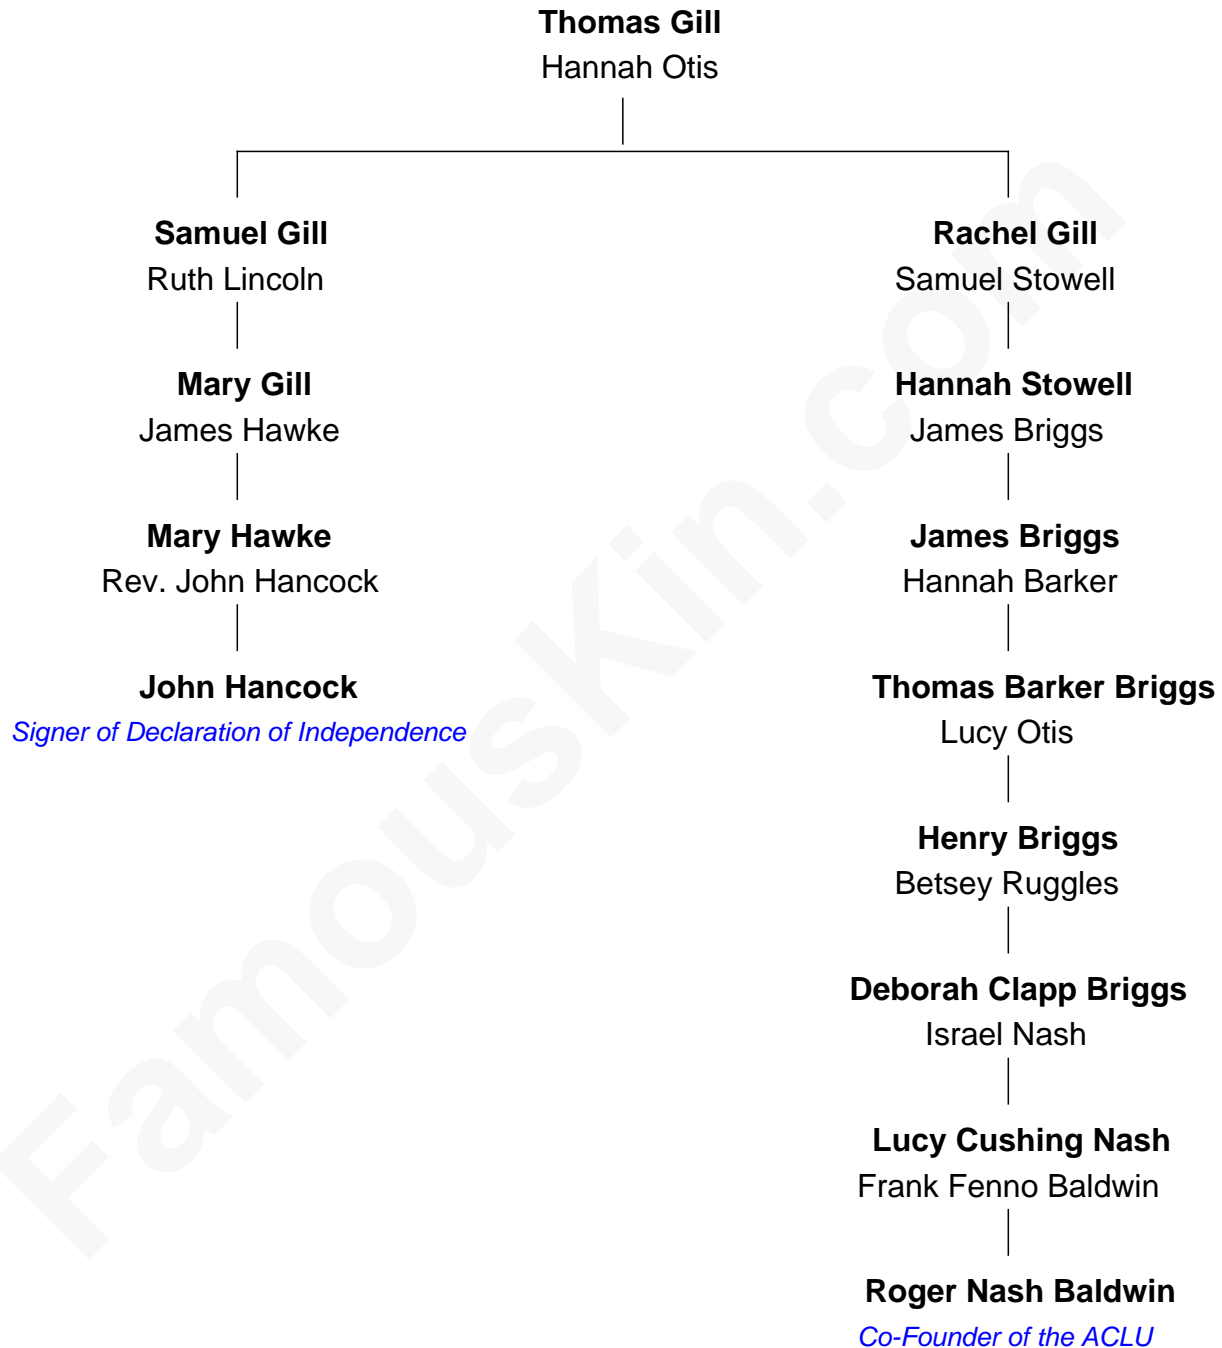 Thomas Gill
Hannah Otis
Samuel Gill
Ruth Lincoln
Mary Gill
James Hawke
Mary Hawke
Rev. John Hancock
John Hancock
Signer of Declaration of Independence
Rachel Gill
Samuel Stowell
Hannah Stowell
James Briggs
James Briggs
Hannah Barker
Thomas Barker Briggs
Lucy Otis
Henry Briggs
Betsey Ruggles
Deborah Clapp Briggs
Israel Nash
Lucy Cushing Nash
Frank Fenno Baldwin
Roger Nash Baldwin
Co-Founder of the ACLU
FamousKin.com